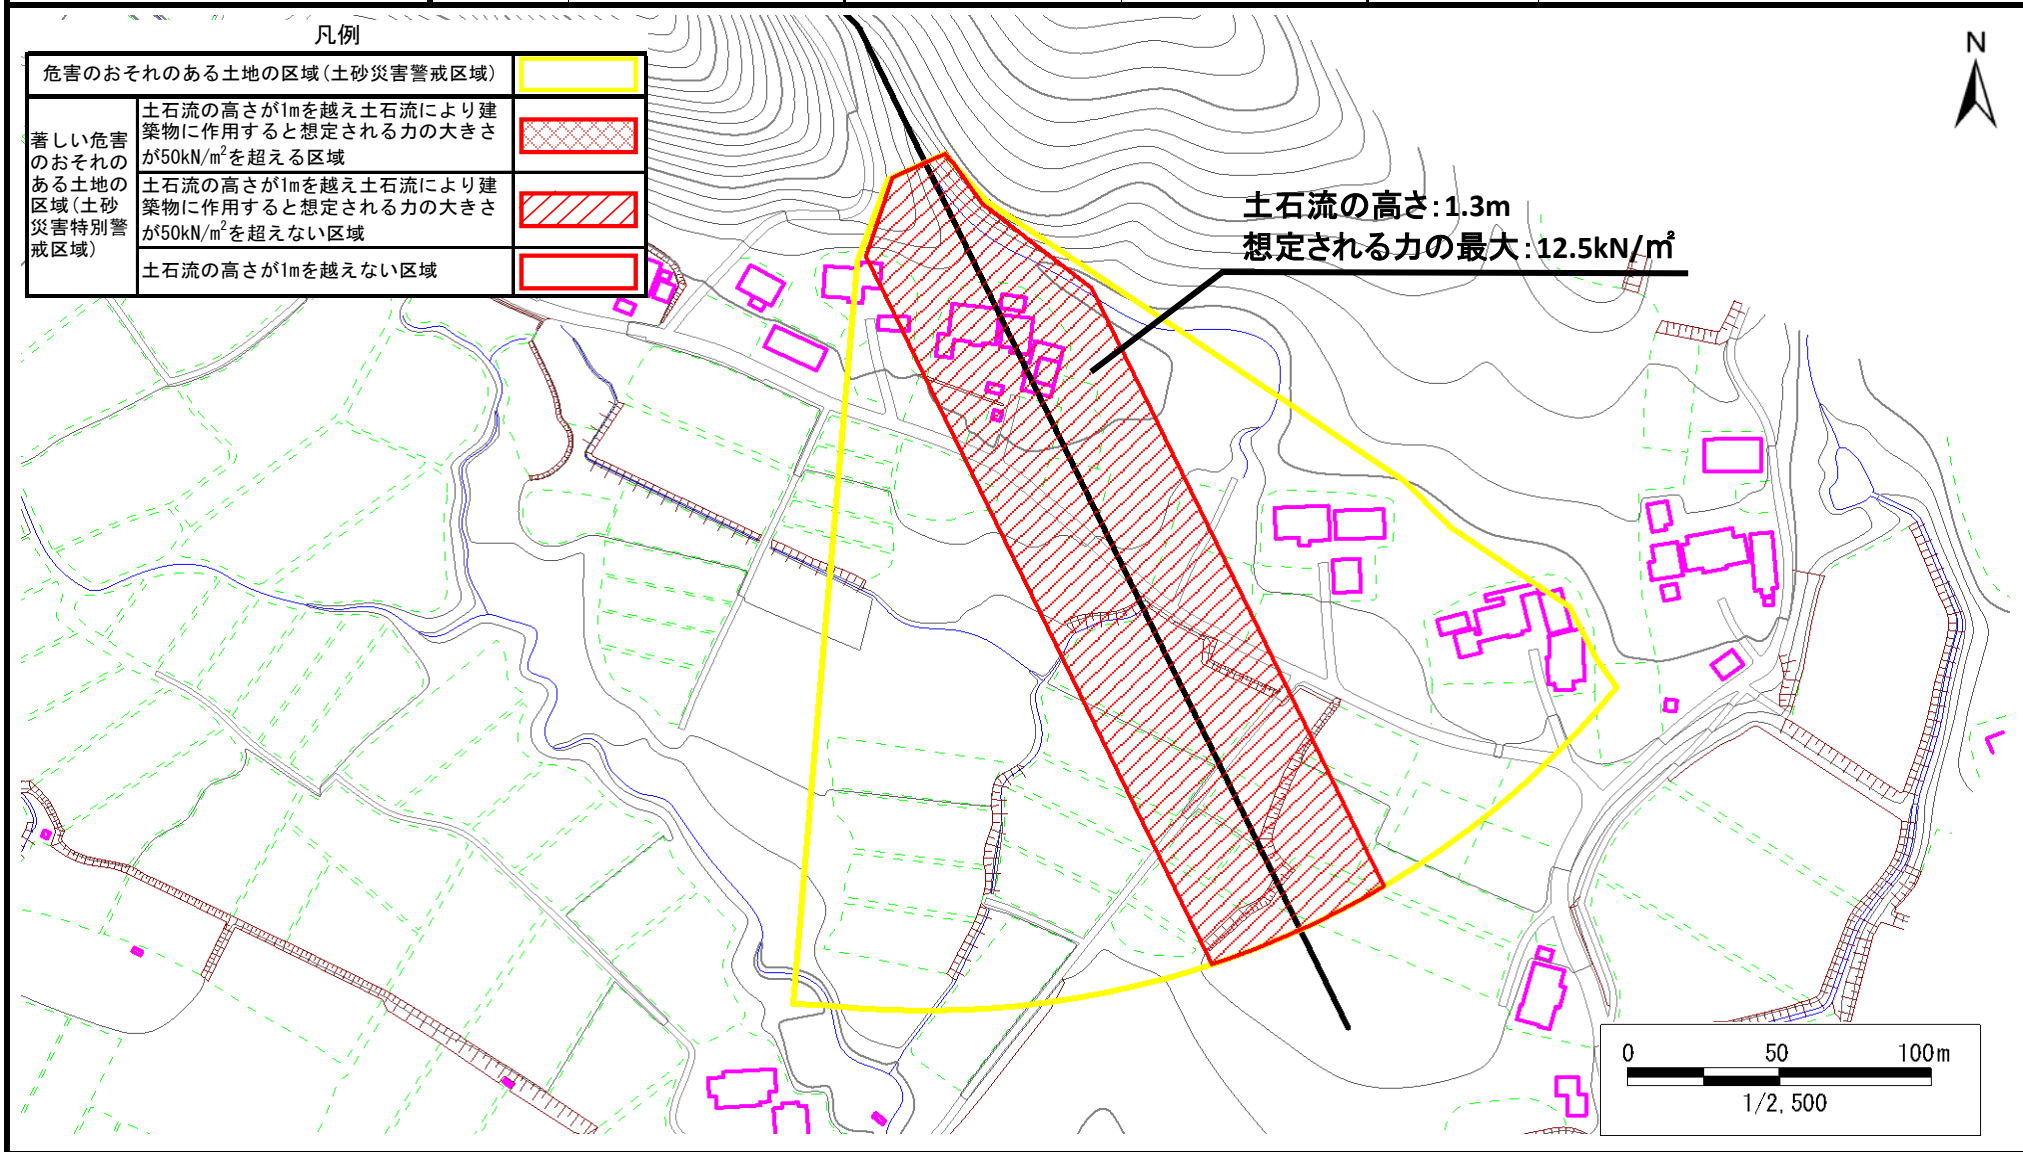 凡例
危害のおそれのある土地の区域(土砂災害警戒区域)
著しい危害
のおそれの
ある土地の
区域(土砂
災害特別警
戒区域)
土石流の高さが1mを越え土石流により建
築物に作用すると想定される力の大きさ
が50kN/m²を超える区域
土石流の高さが1mを越え土石流により建
築物に作用すると想定される力の大きさ
が50kN/m²を超えない区域
土石流の高さが1mを越えない区域
N
土石流の高さ:1.3m
想定される力の最大:12.5kN/㎡
0 50 100m
1/2,500